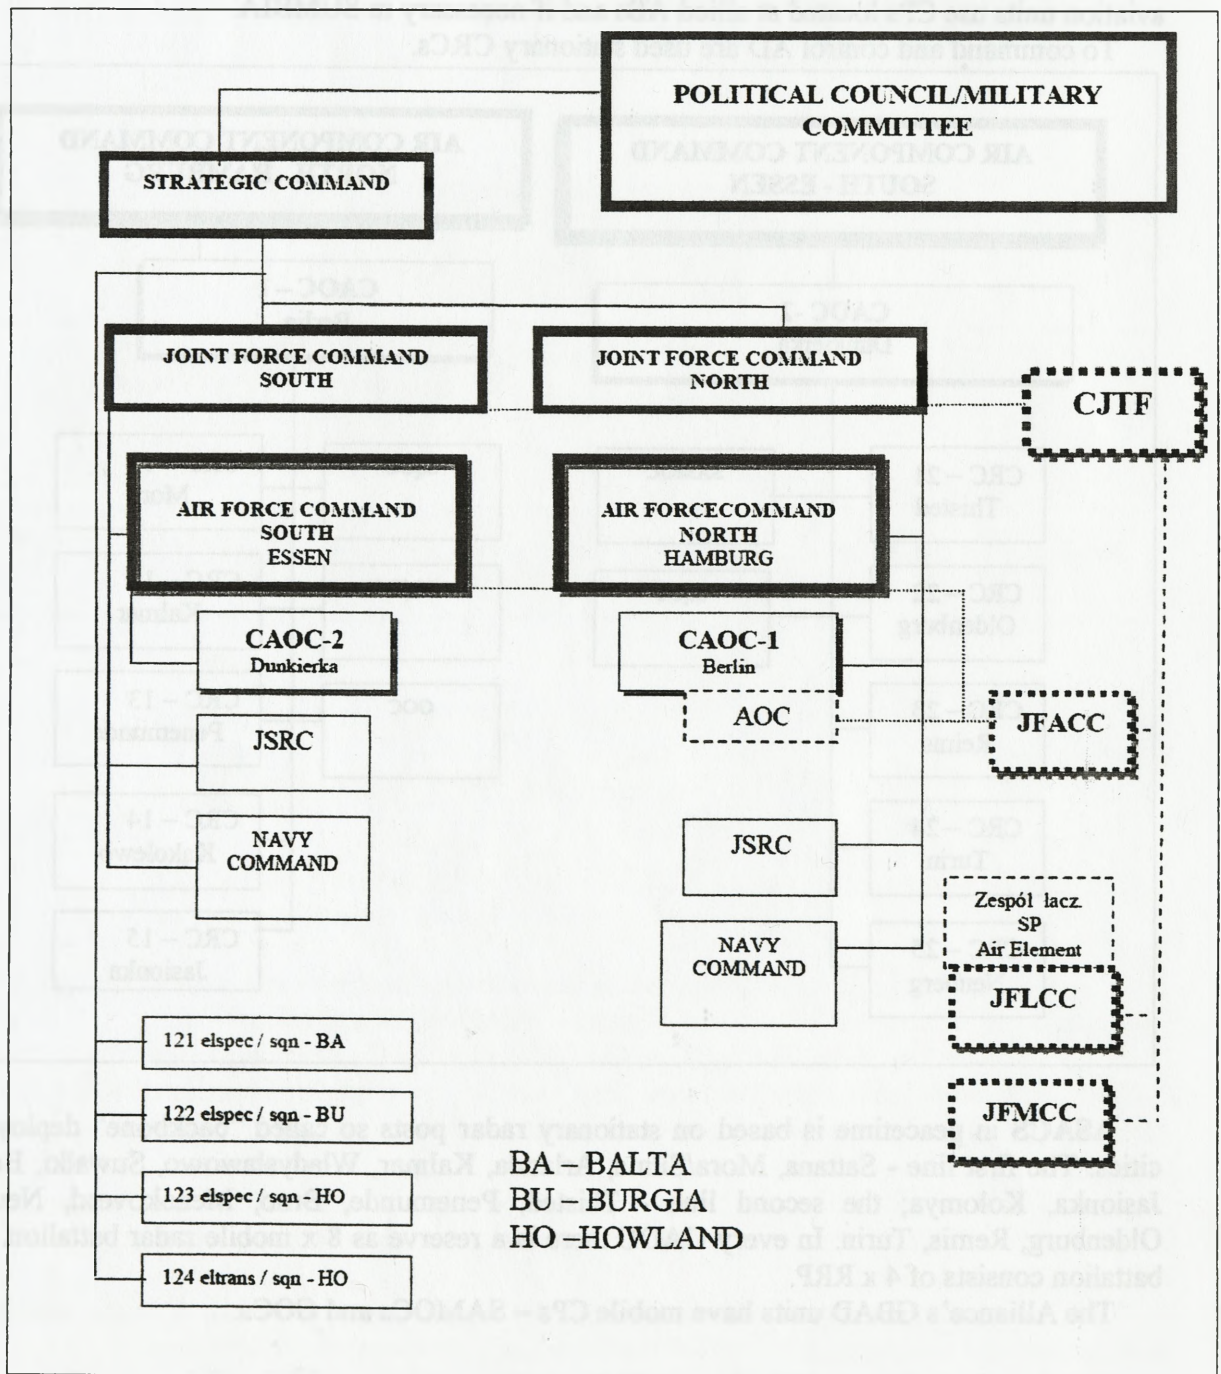 POLITICAL COUNCIL/MILITARY
COMMITTEE
STRATEGIC COMMAND
JOINT FORCE COMMAND
SOUTH
JOINT FORCE COMMAND
NORTH
CJTF
AIR FORCE COMMAND
SOUTH
ESSEN
AIR FORCECOMMAND
NORTH
HAMBURG
CAOC-2
Dunkierka
CAOC-1
Berlin
AOC
JFACC
JSRC
NAVY
COMMAND
JSRC
NAVY
COMMAND
Zespół łącz.
SP
Air Element
JFLCC
JFMCC
121 elspec / sqn - BA
122 elspec / sqn - BU
123 elspec / sqn - HO
124 eltrans / sqn - HO
BA – BALTA
BU – BURGIA
HO – HOWLAND